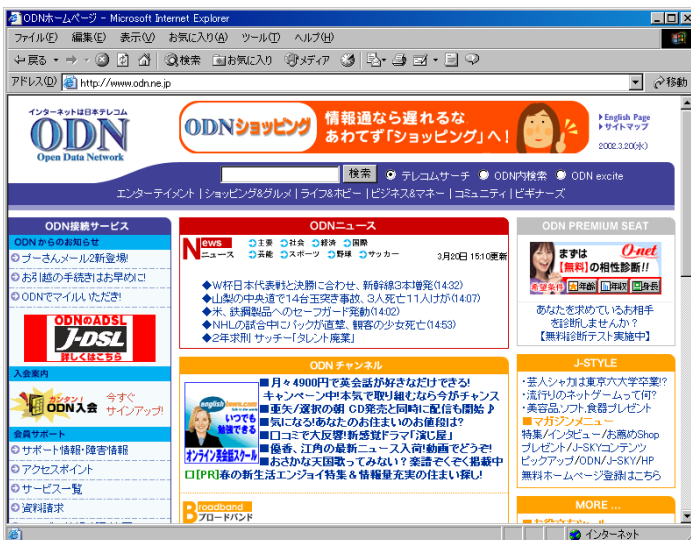 ODNホームページ - Microsoft Internet Explorer
ファイル(F) 編集(E) 表示(V) お気に入り(A) ツール(T) ヘルプ(H)
戻る 検索 お気に入り メディア
アドレス(D) http://www.odn.ne.jp 移動
インターネットは日本テレコム
ODN
Open Data Network
ODNショッピング
情報通なら遅れるな
あわてず「ショッピング」へ!
English Page
サイトマップ
2002.3.20(水)
検索 テレコムサーチ ODN内検索 ODN excite
エンターテイメント | ショッピング&グルメ | ライフ&ホビー | ビジネス&マネー | コミュニティ | ビギナーズ
ODN接続サービス
ODNからのお知らせ
プーさんメール2新登場!
お引越の手続きはお早めに!
ODNでマイルいただき!
ODNのADSL
J-DSL
詳しくはこちら
入会案内
カンタン!
ODN入会
今すぐ
サインアップ!
会員サポート
サポート情報・障害情報
アクセスポイント
サービス一覧
資料請求
ODNニュース
News
ニュース
主要 社会 経済 国際
芸能 スポーツ 野球 サッカー
3月20日 15:10更新
◆W杯日本代表戦と決勝に合わせ、新幹線3本増発(14:32)
◆山梨の中央道で14台玉突き事故、3人死亡11人けが(14:07)
◆米、鉄鋼製品へのセーフガード発動(14:02)
◆NHLの試合中にパックが直撃、観客の少女死亡(14:53)
◆2年求刑 サッチー「タレント廃業」
ODN チャンネル
englishtown.com
いつでも
勉強できる
オンライン英会話スクール
■月々4900円で英会話が好きなだけできる!
キャンペーン中!本気で取り組むなら今がチャンス
■亜矢/選択の朝 CD発売と同時に配信も開始♪
■気になる!あなたのお住まいのお値段は?
■口コミで大反響!新感覚ドラマ「演じ屋」
■優香、江角の最新ニュース入荷!動画でどうぞ!
■おさかな天国歌ってみない?楽譜ぞくぞく掲載中
□[PR]春の新生活エンジョイ特集&情報量充実の住まい探し!
Broadband
ブロードバンド
ODN PREMIUM SEAT
まずは
【無料】の相性診断!!
O-net
希望条件 年齢 年収 身長
あなたを求めているお相手
を診断しませんか?
【無料診断テスト実施中】
J-STYLE
・芸人シャカは東京六大学卒業!?
・流行りのネットゲームって何?
・美容品、ソフト、食器プレゼント
■マガジンメニュー
特集/インタビュー/お薦めShop
プレゼント/J-SKYコンテンツ
ピックアップ/ODN/J-SKY/HP
無料ホームページ登録はこちら
MORE ...
■お役立ちツール
インターネット